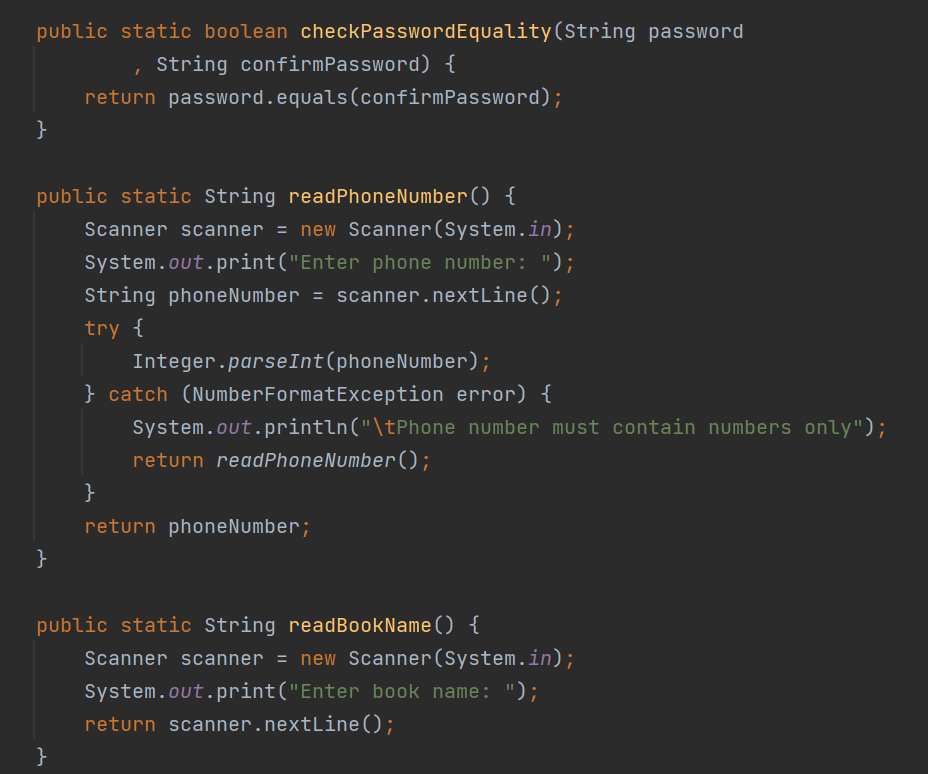 public static boolean checkPasswordEquality(String password
        , String confirmPassword) {
    return password.equals(confirmPassword);
}

public static String readPhoneNumber() {
    Scanner scanner = new Scanner(System.in);
    System.out.print("Enter phone number: ");
    String phoneNumber = scanner.nextLine();
    try {
        Integer.parseInt(phoneNumber);
    } catch (NumberFormatException error) {
        System.out.println("\tPhone number must contain numbers only");
        return readPhoneNumber();
    }
    return phoneNumber;
}

public static String readBookName() {
    Scanner scanner = new Scanner(System.in);
    System.out.print("Enter book name: ");
    return scanner.nextLine();
}